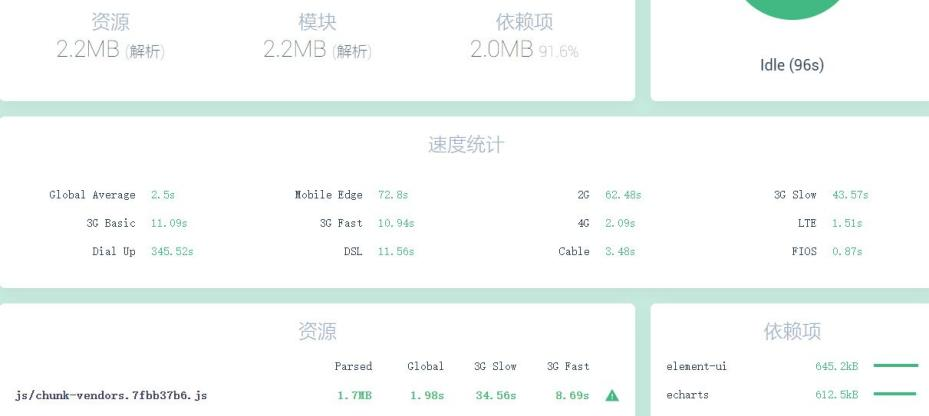 资源 模块 依赖项
2.2MB (解析) 2.2MB (解析) 2.0MB 91.6%
Idle (96s)
速度统计
Global Average 2.5s Mobile Edge 72.8s 2G 62.48s 3G Slow 43.57s
3G Basic 11.09s 3G Fast 10.94s 4G 2.09s LTE 1.51s
Dial Up 345.52s DSL 11.56s Cable 3.48s FIOS 0.87s
资源
Parsed Global 3G Slow 3G Fast
js/chunk-vendors.7fbb37b6.js 1.7MB 1.98s 34.56s 8.69s
依赖项
element-ui 645.2kB
echarts 612.5kB